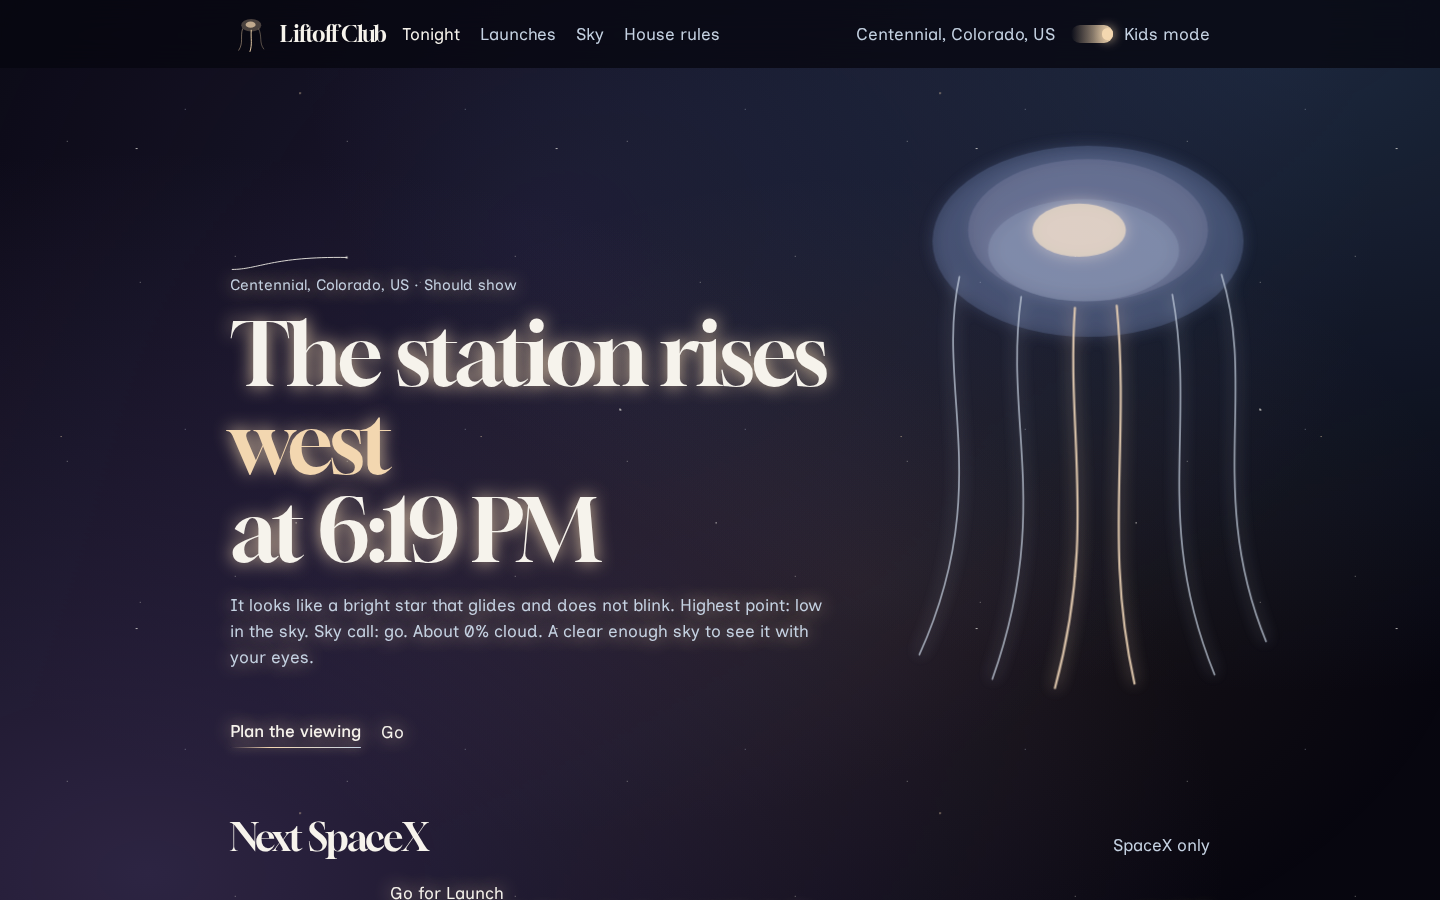 Liftoff Club
Tonight
Launches
Sky
House rules
Centennial, Colorado, US
Kids mode
Centennial, Colorado, US · Should show
The station rises
west
at 6:19 PM
It looks like a bright star that glides and does not blink. Highest point: low
in the sky. Sky call: go. About 0% cloud. A clear enough sky to see it with
your eyes.
Plan the viewing
Go
Next SpaceX
SpaceX only
Go for Launch